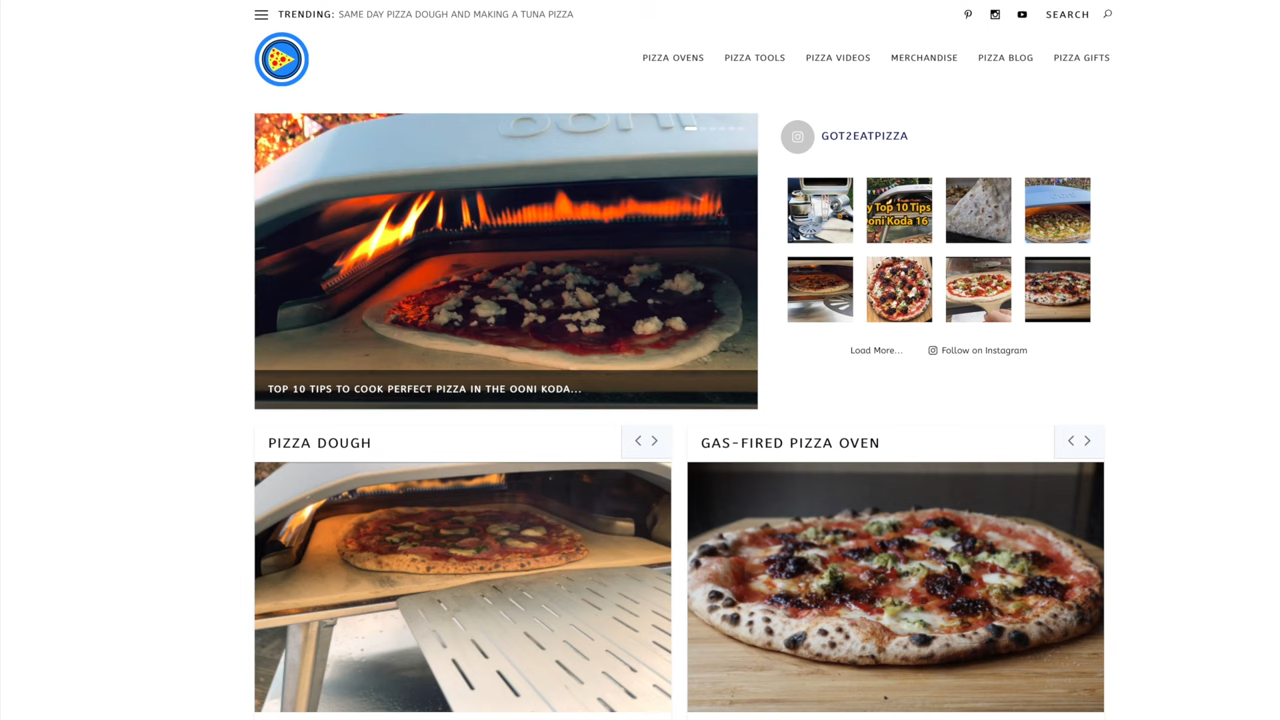 TRENDING: SAME DAY PIZZA DOUGH AND MAKING A TUNA PIZZA
SEARCH
PIZZA OVENS PIZZA TOOLS PIZZA VIDEOS MERCHANDISE PIZZA BLOG PIZZA GIFTS
ooni
GOT2EATPIZZA
y Top 10 Tips
Ooni Koda 16
Load More... Follow on Instagram
TOP 10 TIPS TO COOK PERFECT PIZZA IN THE OONI KODA...
PIZZA DOUGH
GAS-FIRED PIZZA OVEN